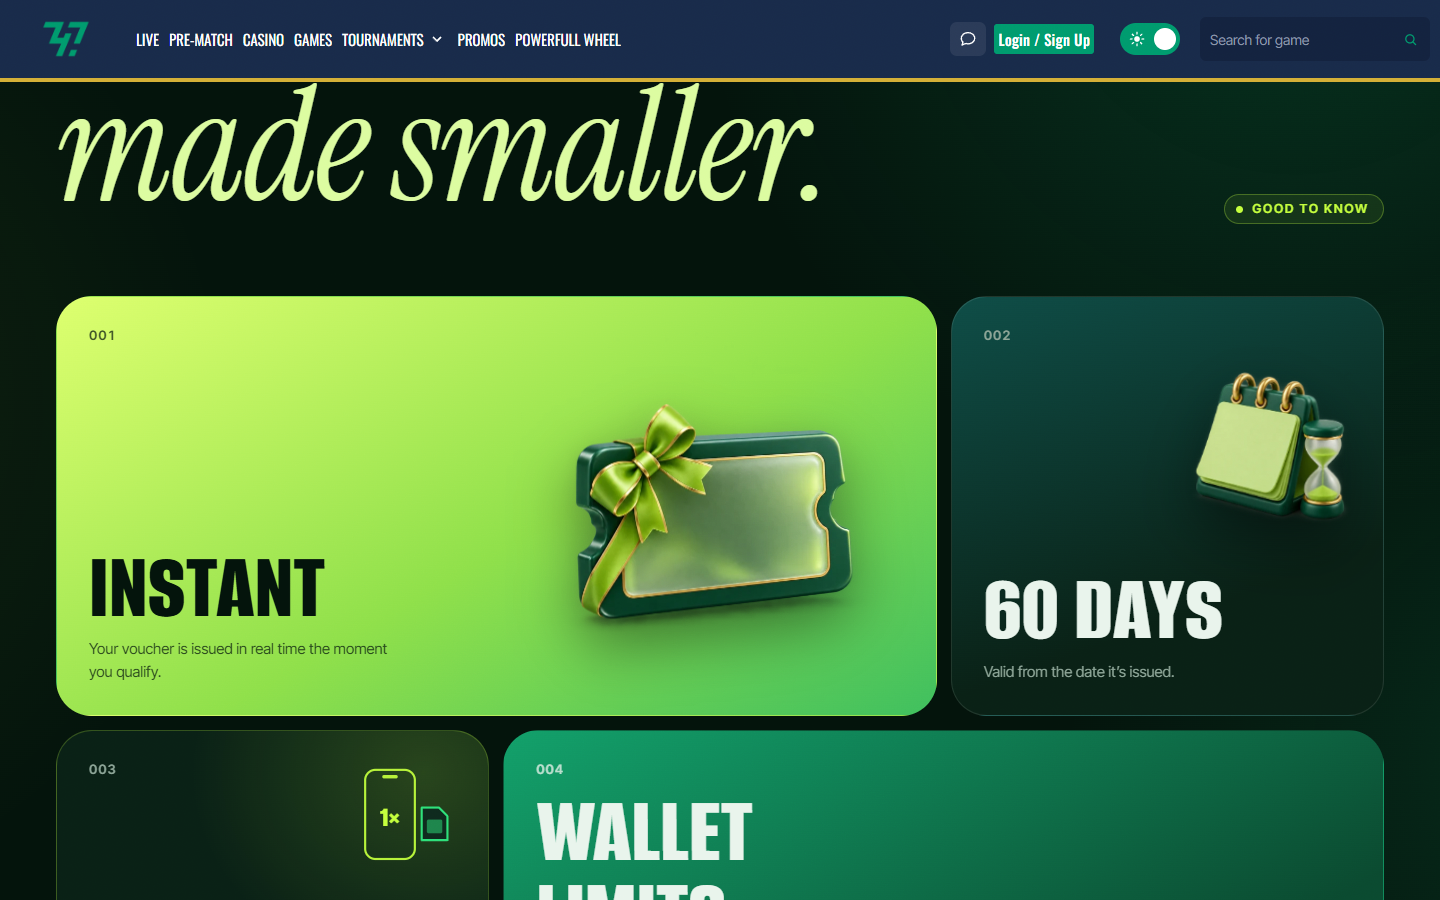 LIVE PRE-MATCH CASINO GAMES TOURNAMENTS PROMOS POWERFULL WHEEL
Login / Sign Up
Search for game
made smaller.
GOOD TO KNOW
001
INSTANT
Your voucher is issued in real time the moment
you qualify.
002
60 DAYS
Valid from the date it’s issued.
003
1×
004
WALLET
LIMITS